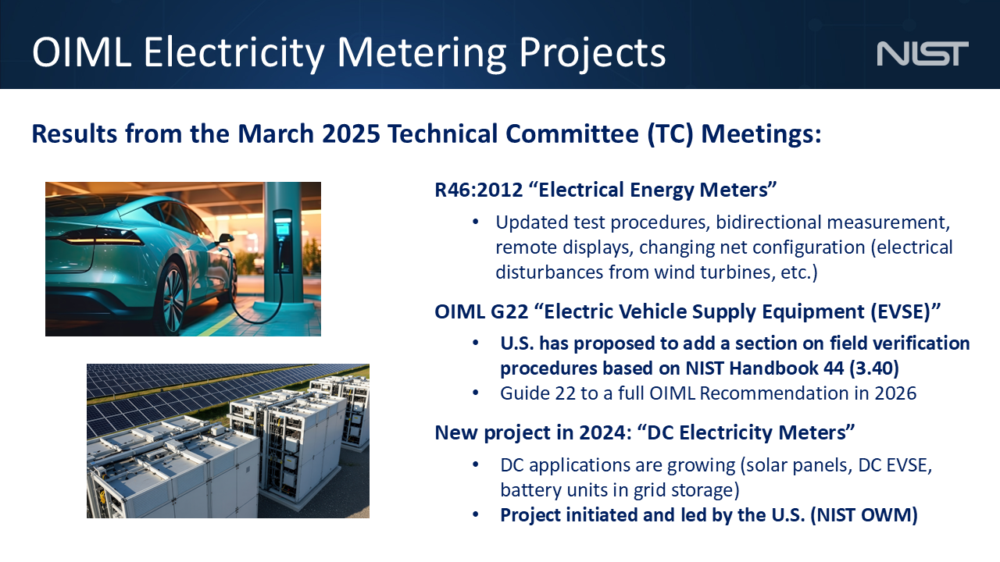 OIML Electricity Metering Projects
NIST
Results from the March 2025 Technical Committee (TC) Meetings:
R46:2012 “Electrical Energy Meters”
• Updated test procedures, bidirectional measurement,
remote displays, changing net configuration (electrical
disturbances from wind turbines, etc.)
OIML G22 “Electric Vehicle Supply Equipment (EVSE)”
• U.S. has proposed to add a section on field verification
procedures based on NIST Handbook 44 (3.40)
• Guide 22 to a full OIML Recommendation in 2026
New project in 2024: “DC Electricity Meters”
• DC applications are growing (solar panels, DC EVSE,
battery units in grid storage)
• Project initiated and led by the U.S. (NIST OWM)